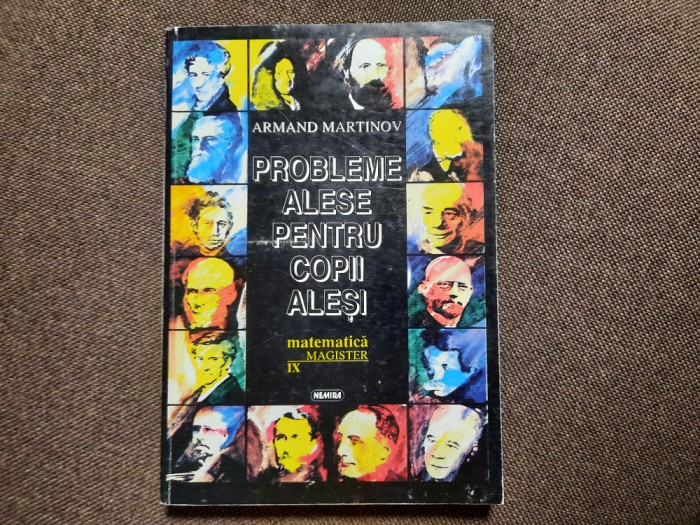 ARMAND MARTINOV
PROBLEME
ALESE
PENTRU
COPII
ALEȘI
matematică
MAGISTER
IX
NEMIRA